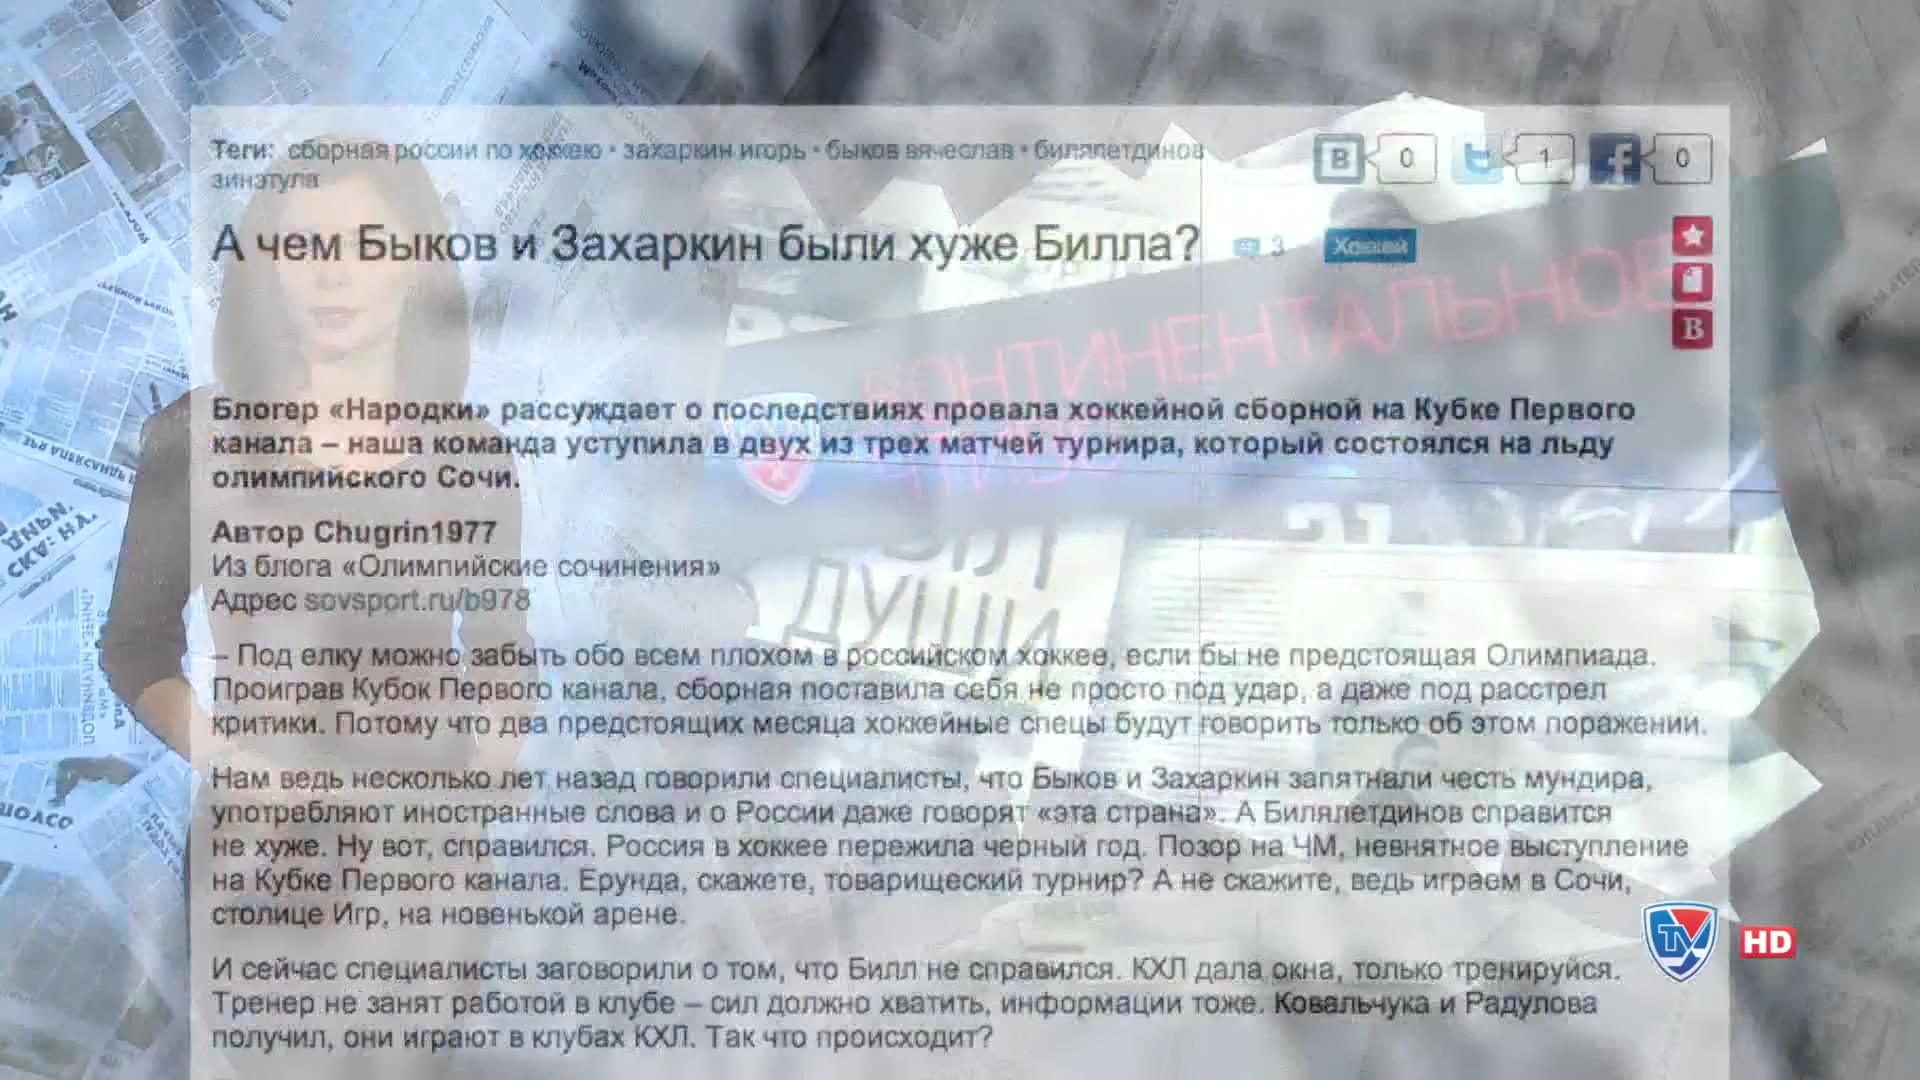 Теги: сборная россии по хоккею • захаркин игорь • быков вячеслав • билялетдинов
зинэтула
В 0 1 f 0
А чем Быков и Захаркин были хуже Билла? 3 Хоккей
В
КОНТИНЕНТАЛЬНОЕ
ЧТИВО
Блогер «Народки» рассуждает о последствиях провала хоккейной сборной на Кубке Первого
канала – наша команда уступила в двух из трех матчей турнира, который состоялся на льду
олимпийского Сочи.
Автор Chugrin1977
Из блога «Олимпийские сочинения»
Адрес sovsport.ru/b978
ДУШИ
– Под елку можно забыть обо всем плохом в российском хоккее, если бы не предстоящая Олимпиада.
Проиграв Кубок Первого канала, сборная поставила себя не просто под удар, а даже под расстрел
критики. Потому что два предстоящих месяца хоккейные спецы будут говорить только об этом поражении.
Нам ведь несколько лет назад говорили специалисты, что Быков и Захаркин запятнали честь мундира,
употребляют иностранные слова и о России даже говорят «эта страна». А Билялетдинов справится
не хуже. Ну вот, справился. Россия в хоккее пережила черный год. Позор на ЧМ, невнятное выступление
на Кубке Первого канала. Ерунда, скажете, товарищеский турнир? А не скажите, ведь играем в Сочи,
столице Игр, на новенькой арене.
И сейчас специалисты заговорили о том, что Билл не справился. КХЛ дала окна, только тренируйся.
Тренер не занят работой в клубе – сил должно хватить, информации тоже. Ковальчука и Радулова
получил, они играют в клубах КХЛ. Так что происходит?
TV HD